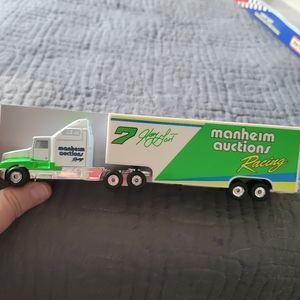 manheim
auctions
Racing
7
manheim
auctions
Racing